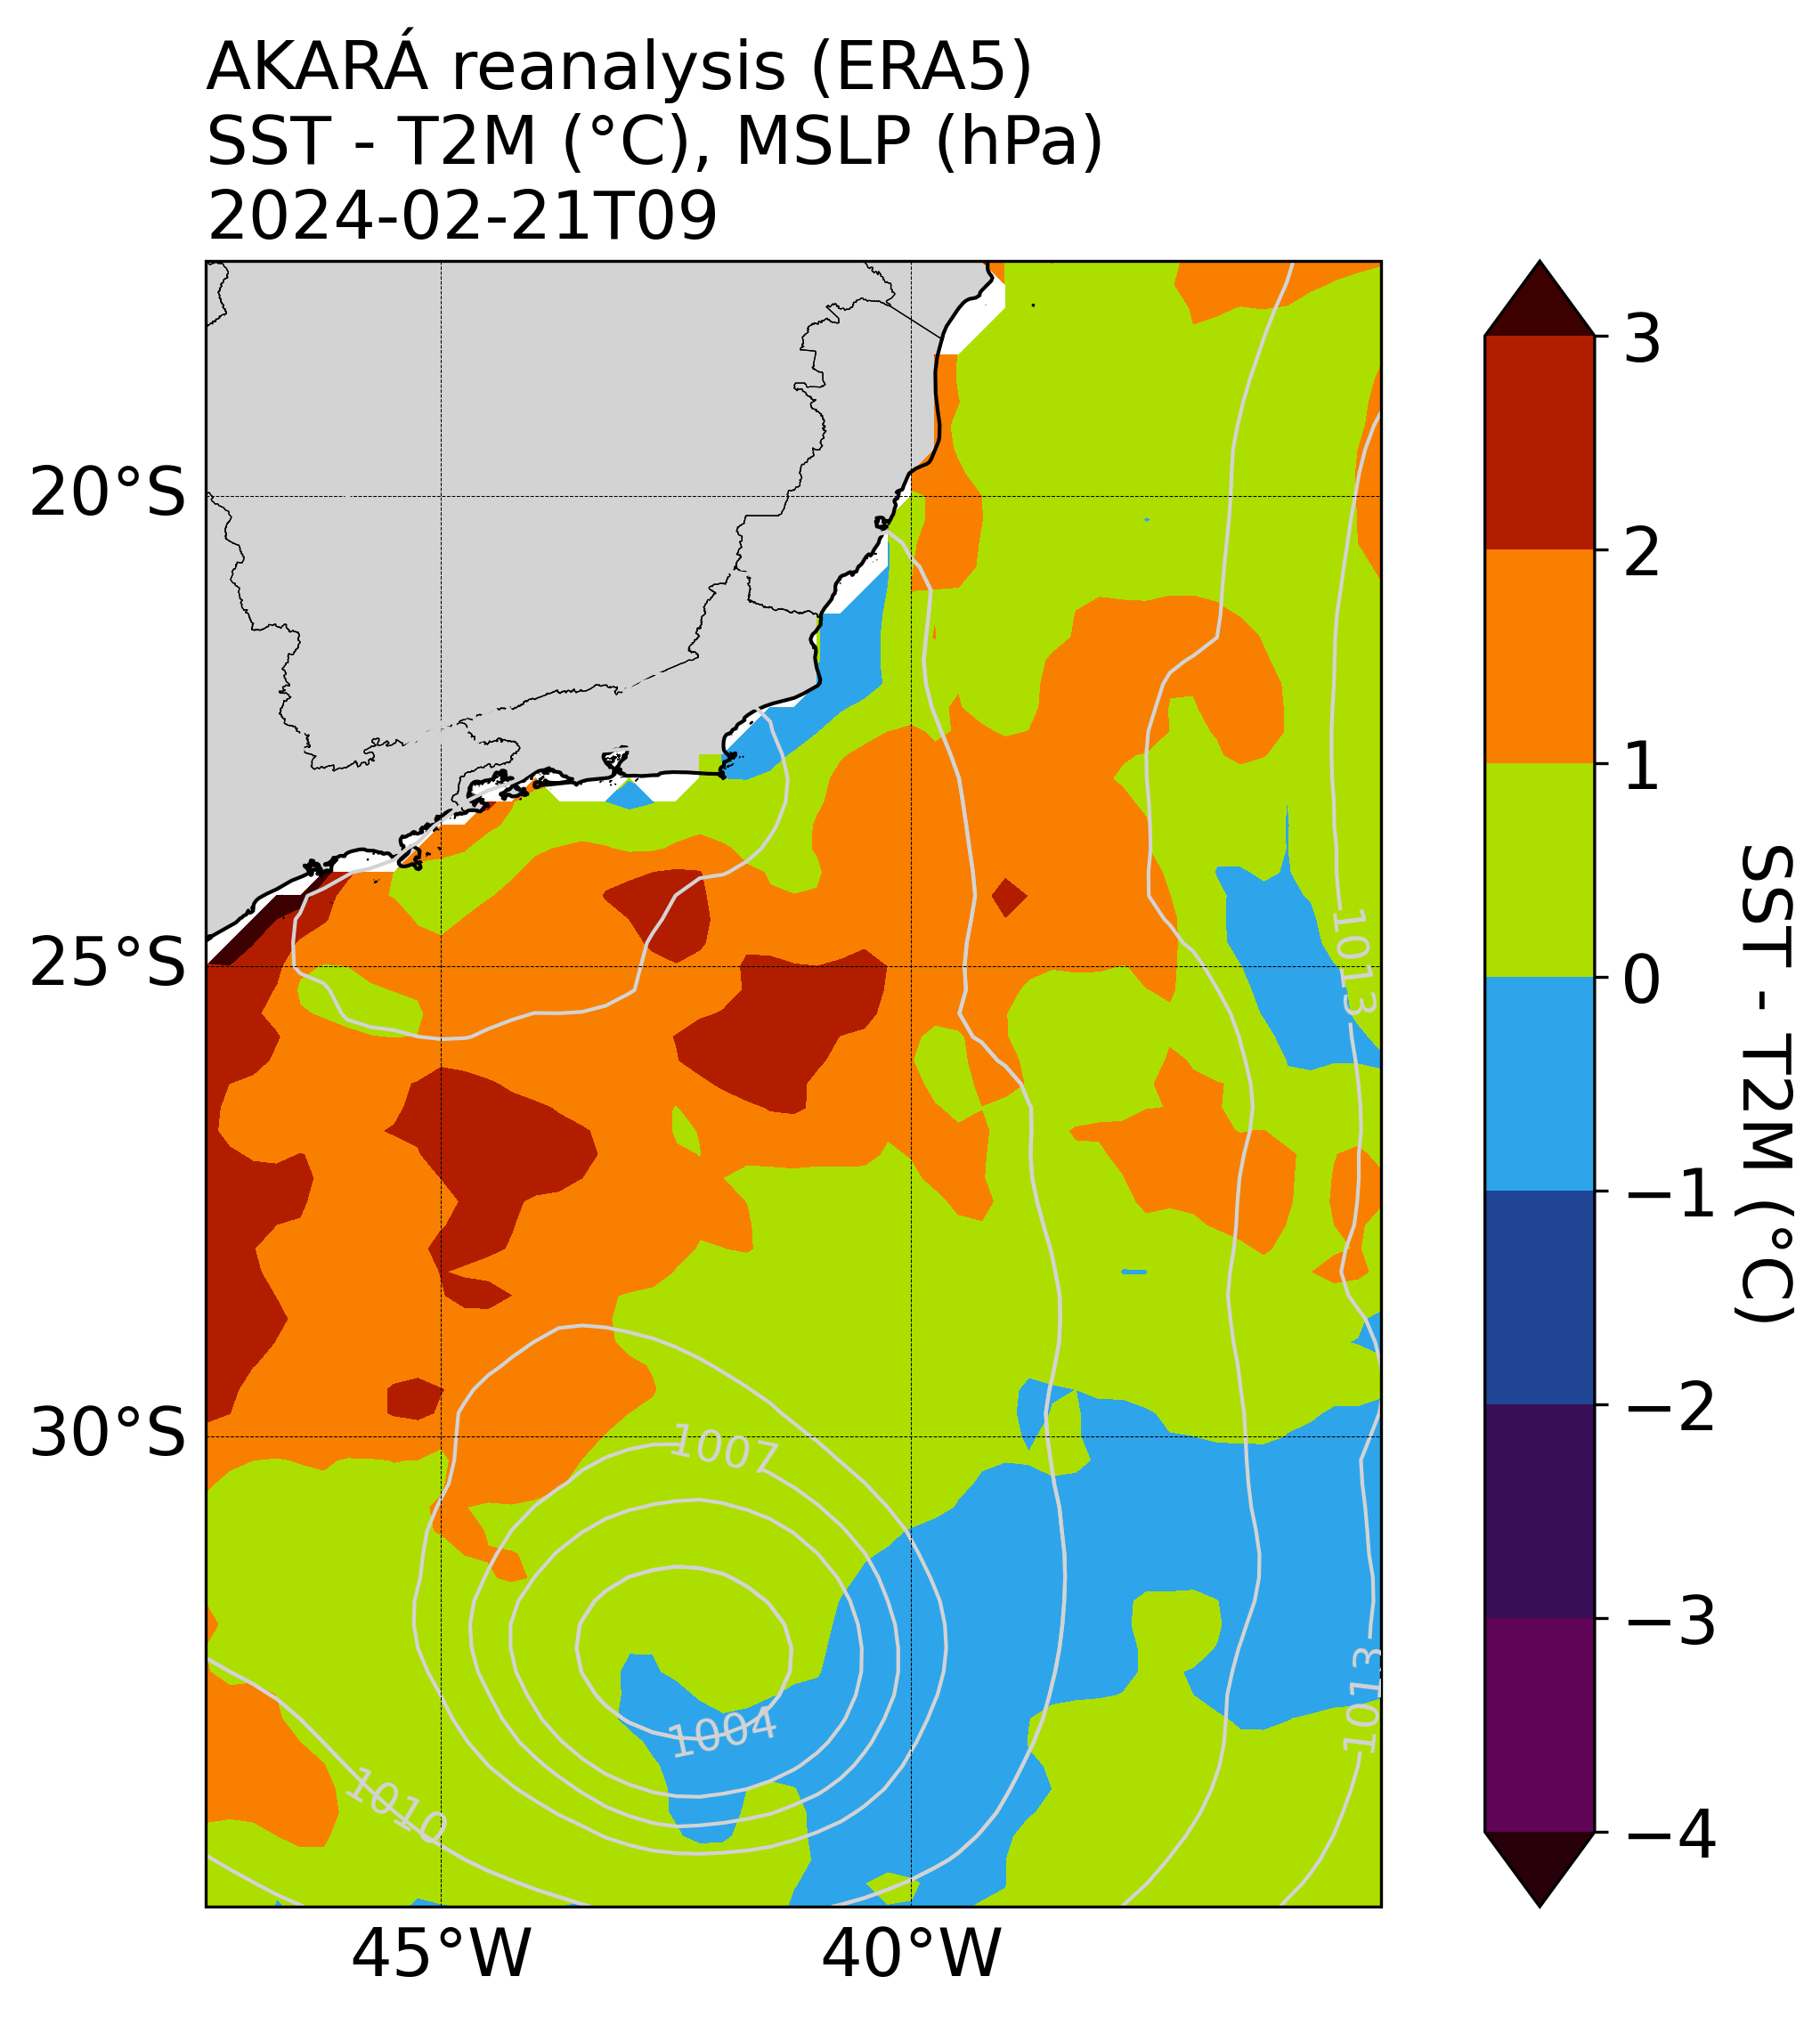 AKARÁ reanalysis (ERA5)
SST - T2M (°C), MSLP (hPa)
2024-02-21T09
20°S
25°S
30°S
45°W
40°W
1013
1007
1004
1010
1013
3
2
1
0
−1
−2
−3
−4
SST - T2M (°C)